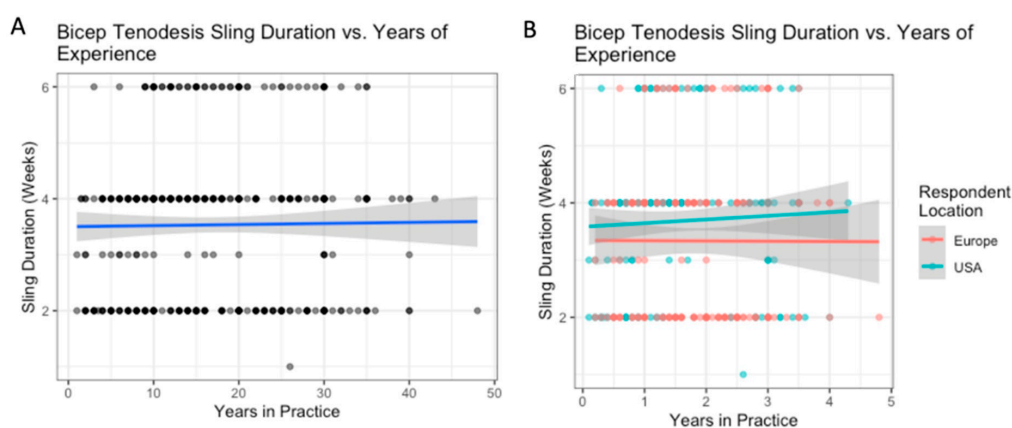 A
Bicep Tenodesis Sling Duration vs. Years of
Experience
Sling Duration (Weeks)
6
4
2
0
10
20
30
40
50
Years in Practice
B
Bicep Tenodesis Sling Duration vs. Years of
Experience
Sling Duration (Weeks)
6
4
2
0
1
2
3
4
5
Years in Practice
Respondent
Location
Europe
USA